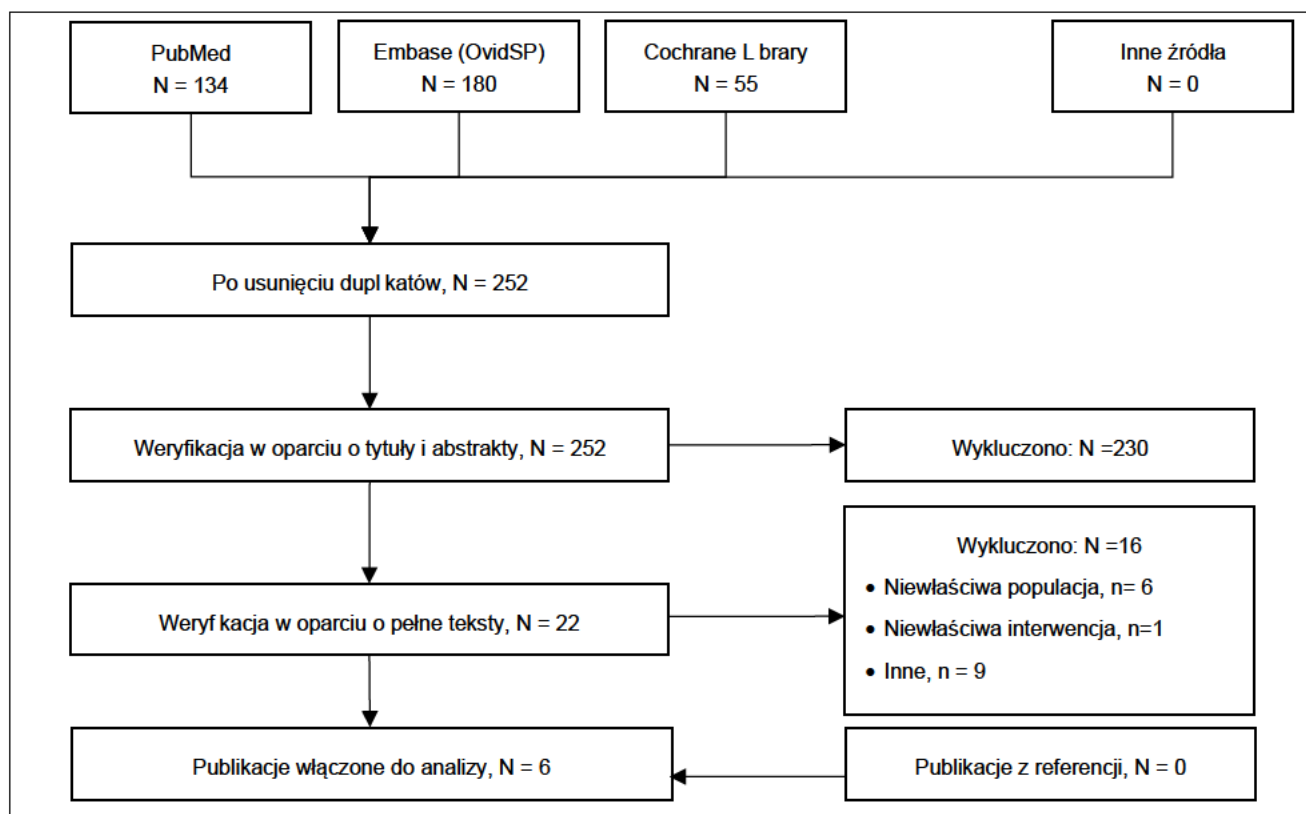 PubMed
N = 134
Embase (OvidSP)
N = 180
Cochrane L brary
N = 55
Inne źródła
N = 0
Po usunięciu dupl katów, N = 252
Weryfikacja w oparciu o tytuły i abstrakty, N = 252
Wykluczono: N =230
Wykluczono: N =16
• Niewłaściwa populacja, n= 6
• Niewłaściwa interwencja, n=1
• Inne, n = 9
Weryf kacja w oparciu o pełne teksty, N = 22
Publikacje włączone do analizy, N = 6
Publikacje z referencji, N = 0